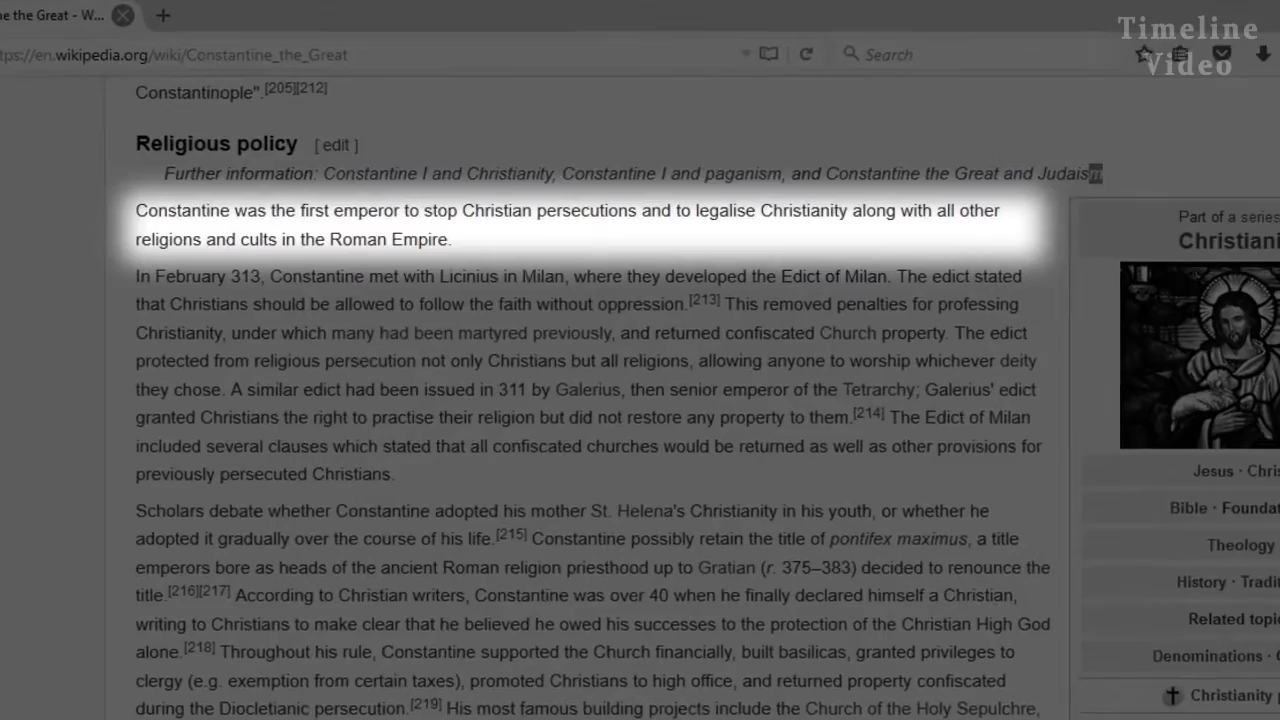 ne the Great - W...
Timeline
Video
ttps://en.wikipedia.org/wiki/Constantine_the_Great
Search
Constantinople".[205][212]
Religious policy [ edit ]
Further information: Constantine I and Christianity, Constantine I and paganism, and Constantine the Great and Judaism
Constantine was the first emperor to stop Christian persecutions and to legalise Christianity along with all other
religions and cults in the Roman Empire.
In February 313, Constantine met with Licinius in Milan, where they developed the Edict of Milan. The edict stated
that Christians should be allowed to follow the faith without oppression.[213] This removed penalties for professing
Christianity, under which many had been martyred previously, and returned confiscated Church property. The edict
protected from religious persecution not only Christians but all religions, allowing anyone to worship whichever deity
they chose. A similar edict had been issued in 311 by Galerius, then senior emperor of the Tetrarchy; Galerius' edict
granted Christians the right to practise their religion but did not restore any property to them.[214] The Edict of Milan
included several clauses which stated that all confiscated churches would be returned as well as other provisions for
previously persecuted Christians.
Scholars debate whether Constantine adopted his mother St. Helena's Christianity in his youth, or whether he
adopted it gradually over the course of his life.[215] Constantine possibly retain the title of pontifex maximus, a title
emperors bore as heads of the ancient Roman religion priesthood up to Gratian (r. 375–383) decided to renounce the
title.[216][217] According to Christian writers, Constantine was over 40 when he finally declared himself a Christian,
writing to Christians to make clear that he believed he owed his successes to the protection of the Christian High God
alone.[218] Throughout his rule, Constantine supported the Church financially, built basilicas, granted privileges to
clergy (e.g. exemption from certain taxes), promoted Christians to high office, and returned property confiscated
during the Diocletianic persecution.[219] His most famous building projects include the Church of the Holy Sepulchre,
Part of a series
Christiani
Jesus · Chris
Bible · Founda
Theology
History · Tradi
Related topi
Denominations · 
Christianity p